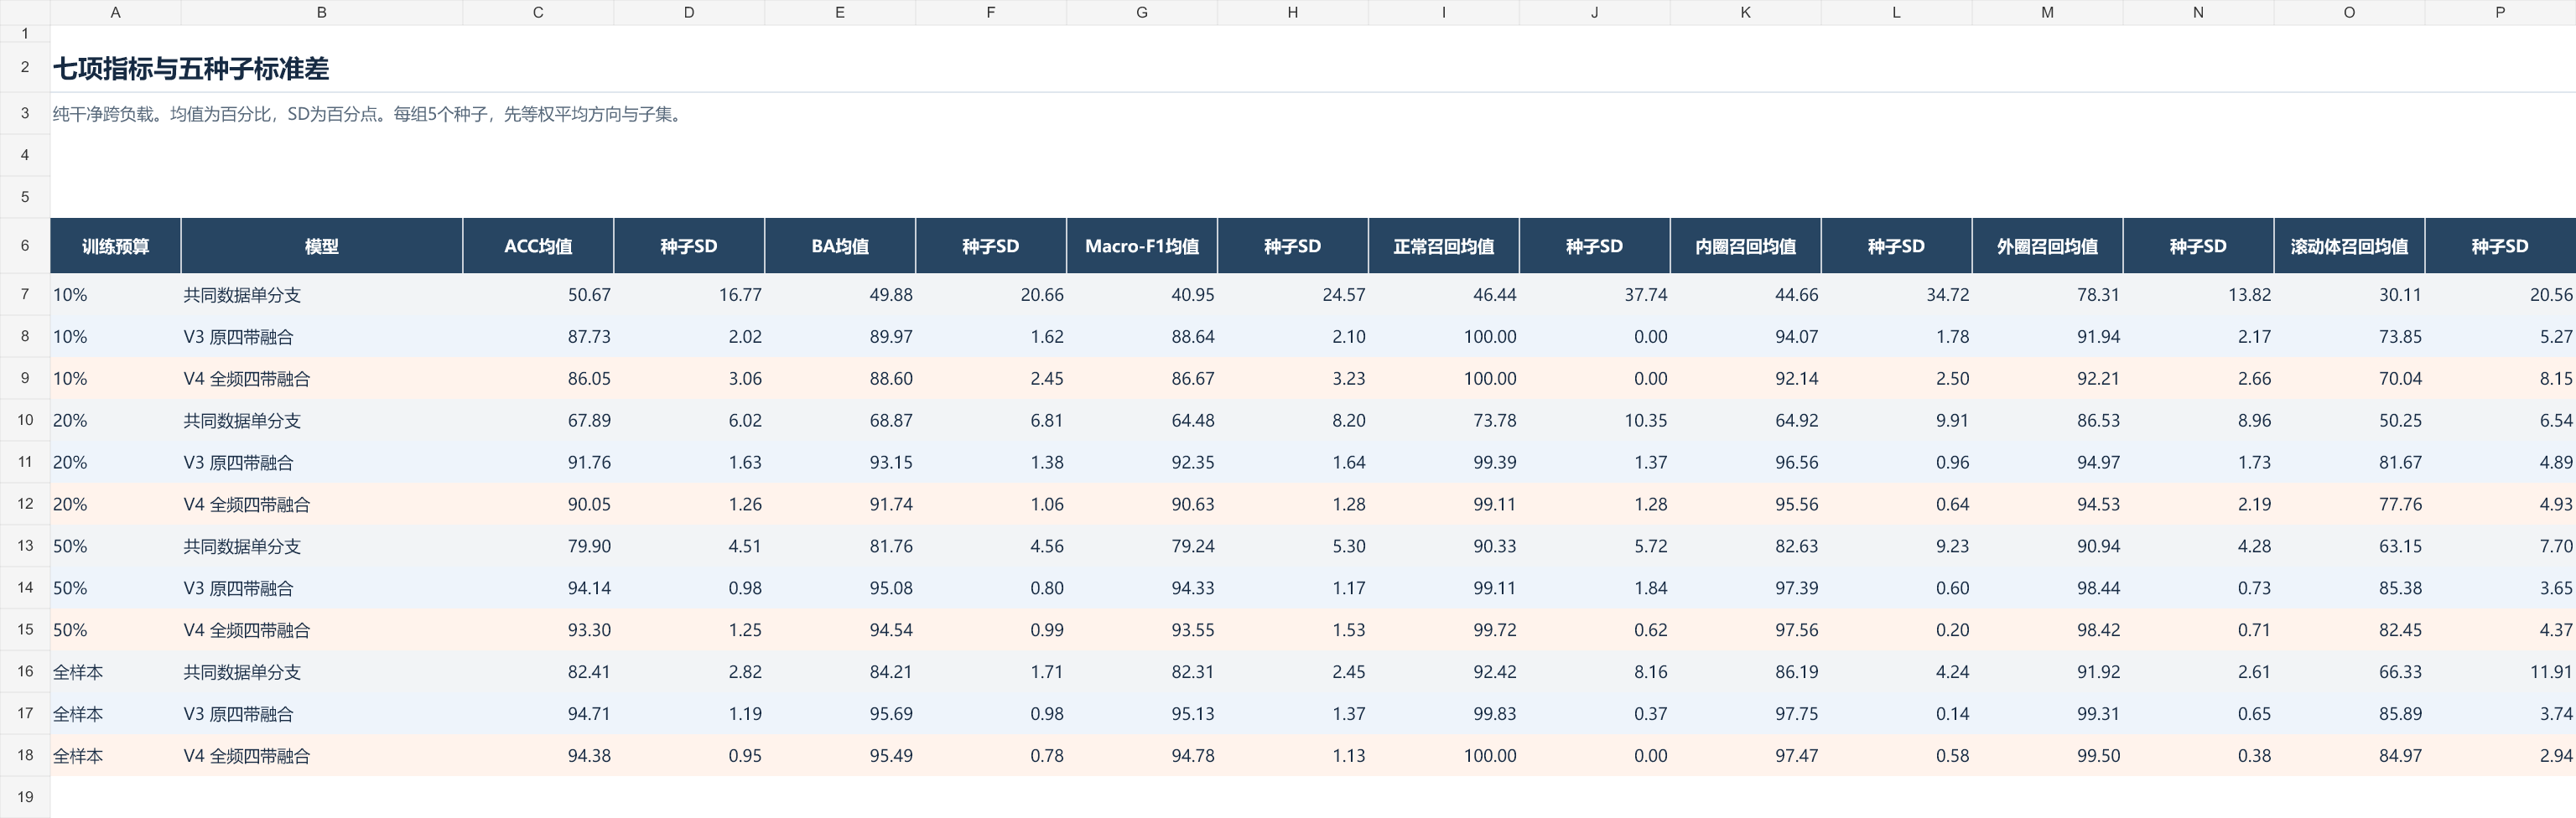 A B C D E F G H I J K L M N O P
1
2 七项指标与五种子标准差
3 纯干净跨负载。均值为百分比，SD为百分点。每组5个种子，先等权平均方向与子集。
4
5
6 训练预算 模型 ACC均值 种子SD BA均值 种子SD Macro-F1均值 种子SD 正常召回均值 种子SD 内圈召回均值 种子SD 外圈召回均值 种子SD 滚动体召回均值 种子SD
7 10% 共同数据单分支 50.67 16.77 49.88 20.66 40.95 24.57 46.44 37.74 44.66 34.72 78.31 13.82 30.11 20.56
8 10% V3 原四带融合 87.73 2.02 89.97 1.62 88.64 2.10 100.00 0.00 94.07 1.78 91.94 2.17 73.85 5.27
9 10% V4 全频四带融合 86.05 3.06 88.60 2.45 86.67 3.23 100.00 0.00 92.14 2.50 92.21 2.66 70.04 8.15
10 20% 共同数据单分支 67.89 6.02 68.87 6.81 64.48 8.20 73.78 10.35 64.92 9.91 86.53 8.96 50.25 6.54
11 20% V3 原四带融合 91.76 1.63 93.15 1.38 92.35 1.64 99.39 1.37 96.56 0.96 94.97 1.73 81.67 4.89
12 20% V4 全频四带融合 90.05 1.26 91.74 1.06 90.63 1.28 99.11 1.28 95.56 0.64 94.53 2.19 77.76 4.93
13 50% 共同数据单分支 79.90 4.51 81.76 4.56 79.24 5.30 90.33 5.72 82.63 9.23 90.94 4.28 63.15 7.70
14 50% V3 原四带融合 94.14 0.98 95.08 0.80 94.33 1.17 99.11 1.84 97.39 0.60 98.44 0.73 85.38 3.65
15 50% V4 全频四带融合 93.30 1.25 94.54 0.99 93.55 1.53 99.72 0.62 97.56 0.20 98.42 0.71 82.45 4.37
16 全样本 共同数据单分支 82.41 2.82 84.21 1.71 82.31 2.45 92.42 8.16 86.19 4.24 91.92 2.61 66.33 11.91
17 全样本 V3 原四带融合 94.71 1.19 95.69 0.98 95.13 1.37 99.83 0.37 97.75 0.14 99.31 0.65 85.89 3.74
18 全样本 V4 全频四带融合 94.38 0.95 95.49 0.78 94.78 1.13 100.00 0.00 97.47 0.58 99.50 0.38 84.97 2.94
19